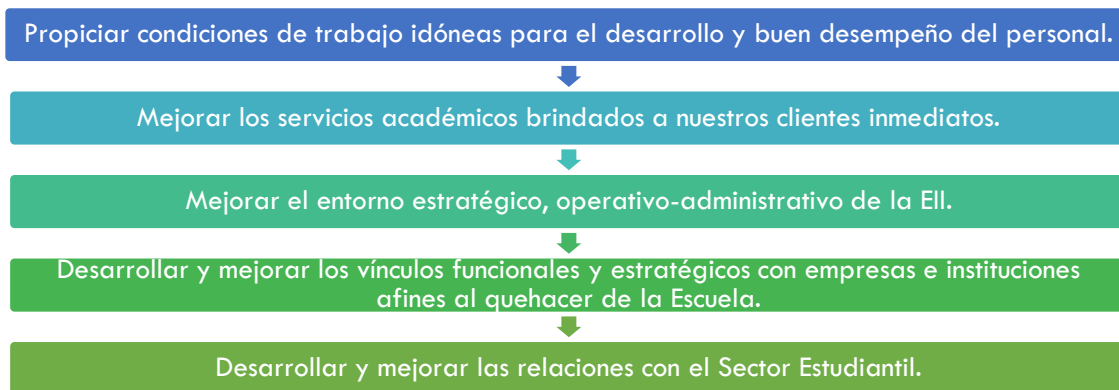 Propiciar condiciones de trabajo idóneas para el desarrollo y buen desempeño del personal.
Mejorar los servicios académicos brindados a nuestros clientes inmediatos.
Mejorar el entorno estratégico, operativo-administrativo de la EII.
Desarrollar y mejorar los vínculos funcionales y estratégicos con empresas e instituciones
afines al quehacer de la Escuela.
Desarrollar y mejorar las relaciones con el Sector Estudiantil.